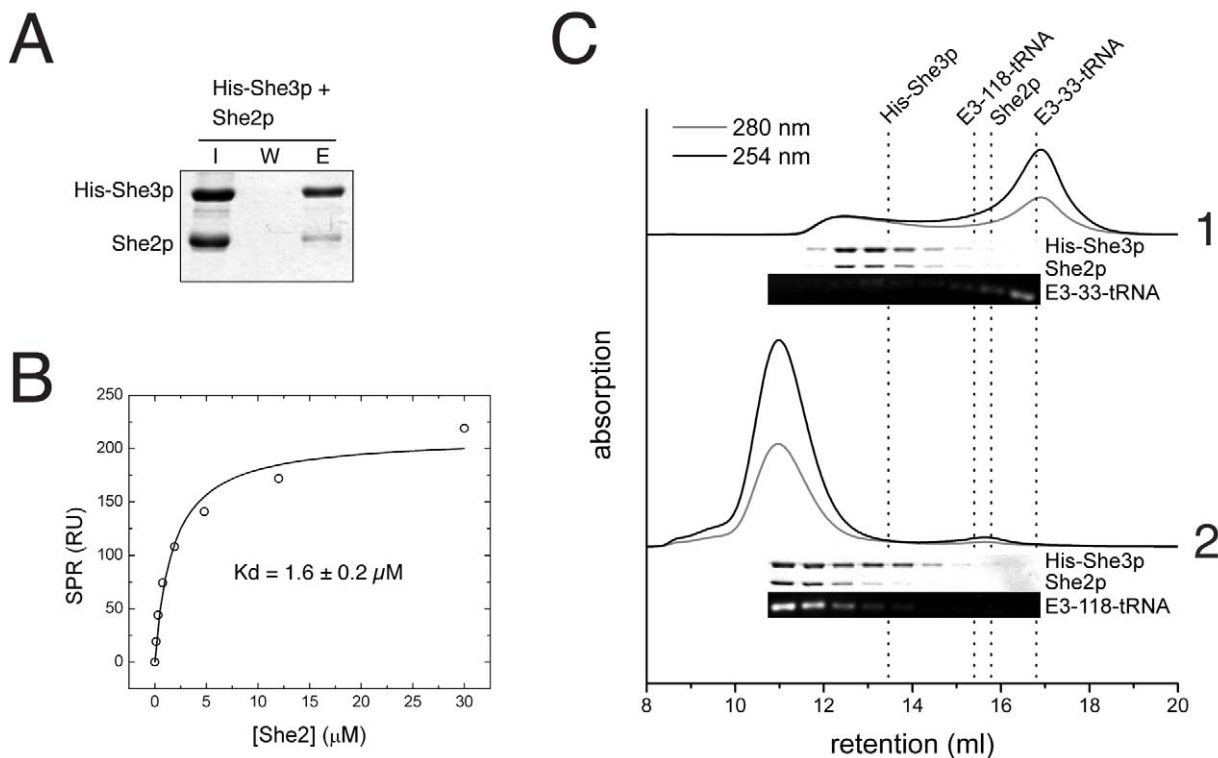 A
His-She3p +
She2p
I W E
His-She3p
She2p
B
250
200
150
100
50
0
SPR (RU)
Kd = 1.6 ± 0.2 µM
0 5 10 15 20 25 30
[She2] (µM)
C
His-She3p
E3-118-tRNA
She2p
E3-33-tRNA
280 nm
254 nm
1
His-She3p
She2p
E3-33-tRNA
absorption
2
His-She3p
She2p
E3-118-tRNA
8 10 12 14 16 18 20
retention (ml)